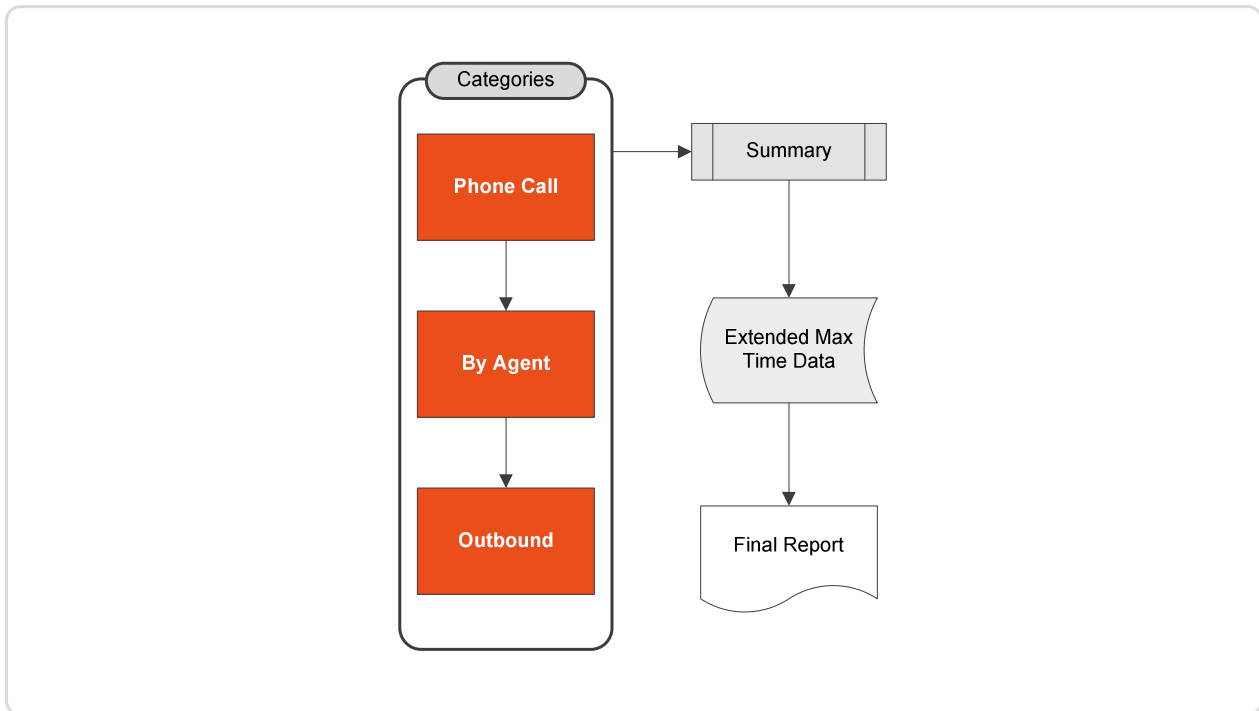 Categories
Phone Call
By Agent
Outbound
Summary
Extended Max
Time Data
Final Report